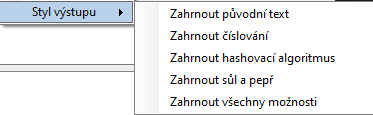 Styl výstupu
Zahrnout původní text
Zahrnout číslování
Zahrnout hashovací algoritmus
Zahrnout sůl a pepř
Zahrnout všechny možnosti